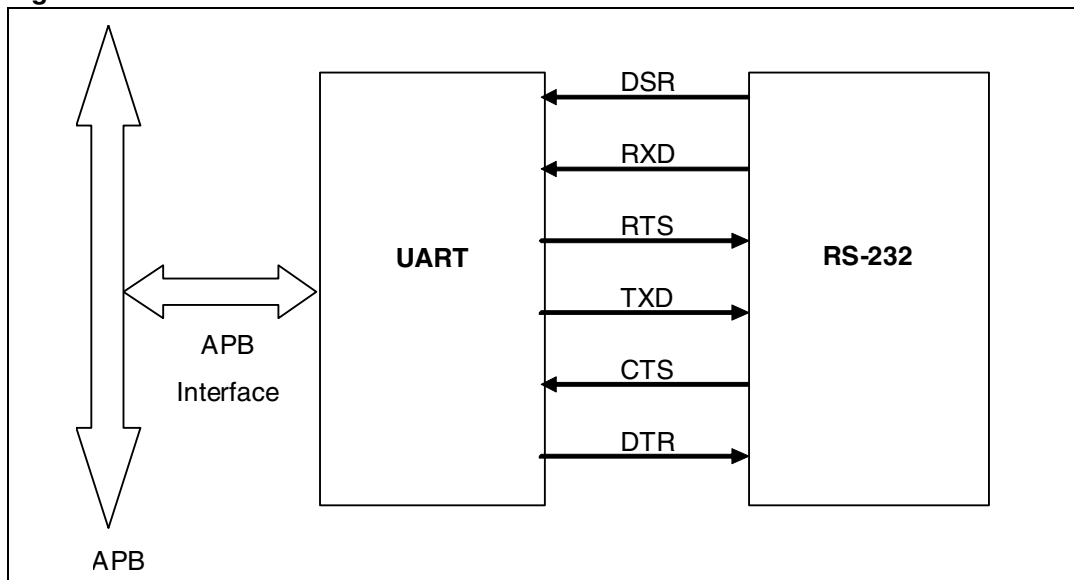 DSR
RXD
RTS
UART
RS-232
TXD
APB
Interface
CTS
DTR
APB